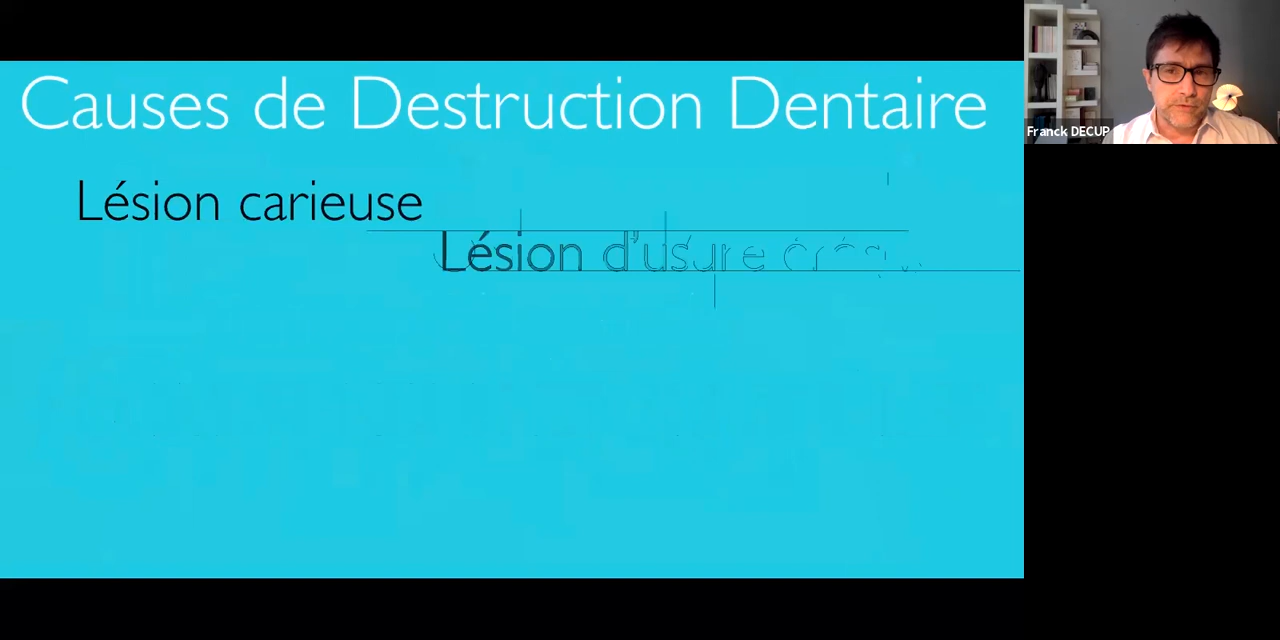 Causes de Destruction Dentaire
Franck DECUP
Lésion carieuse
Lésion d'usure